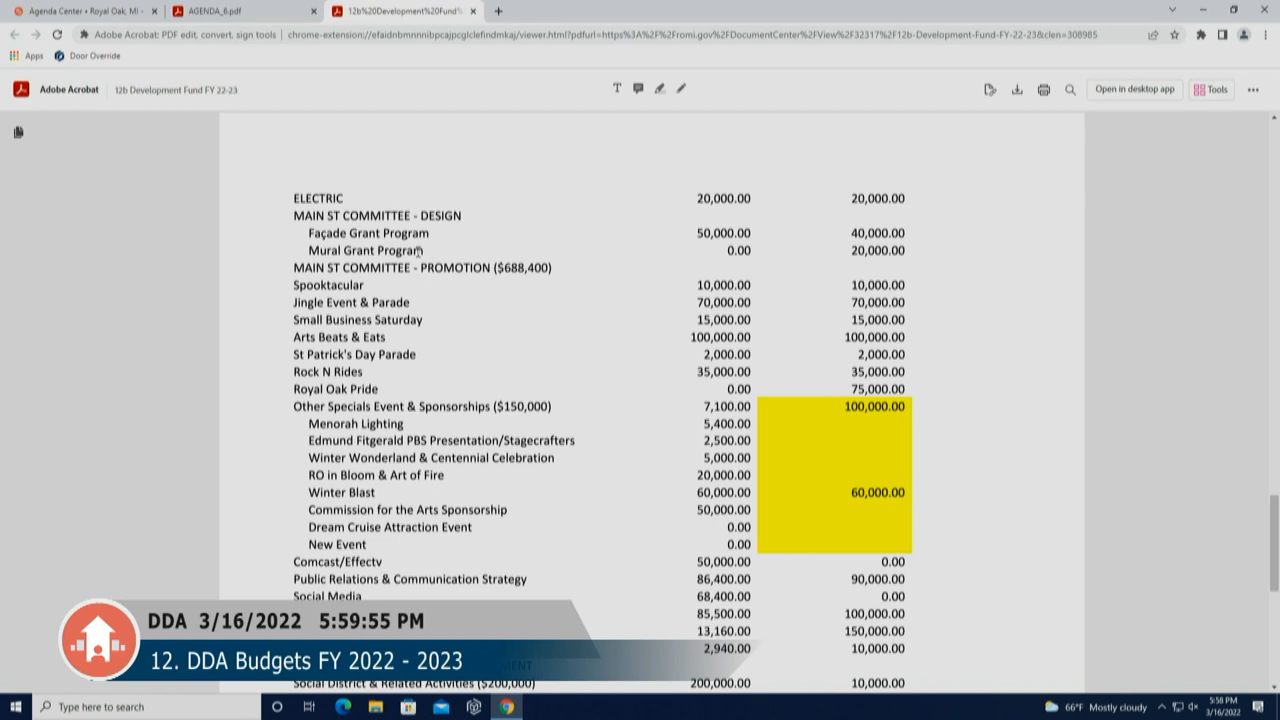 Agenda Center • Royal Oak, MI
AGENDA_6.pdf
12b%20Development%20Fund%
Adobe Acrobat: PDF edit, convert, sign tools | chrome-extension://efaidnbmnnnibpcajpcglclefindmkaj/viewer.html?pdfurl=https%3A%2F%2Fromi.gov%2FDocumentCenter%2FView%2F32317%2F12b-Development-Fund-FY-22-23&clen=308985
Apps Door Override
Adobe Acrobat 12b Development Fund FY 22-23 Open in desktop app Tools
ELECTRIC 20,000.00 20,000.00
MAIN ST COMMITTEE - DESIGN
Façade Grant Program 50,000.00 40,000.00
Mural Grant Program 0.00 20,000.00
MAIN ST COMMITTEE - PROMOTION ($688,400)
Spooktacular 10,000.00 10,000.00
Jingle Event & Parade 70,000.00 70,000.00
Small Business Saturday 15,000.00 15,000.00
Arts Beats & Eats 100,000.00 100,000.00
St Patrick's Day Parade 2,000.00 2,000.00
Rock N Rides 35,000.00 35,000.00
Royal Oak Pride 0.00 75,000.00
Other Specials Event & Sponsorships ($150,000) 7,100.00 100,000.00
Menorah Lighting 5,400.00
Edmund Fitgerald PBS Presentation/Stagecrafters 2,500.00
Winter Wonderland & Centennial Celebration 5,000.00
RO in Bloom & Art of Fire 20,000.00
Winter Blast 60,000.00 60,000.00
Commission for the Arts Sponsorship 50,000.00
Dream Cruise Attraction Event 0.00
New Event 0.00
Comcast/Effectv 50,000.00 0.00
Public Relations & Communication Strategy 86,400.00 90,000.00
Social Media 68,400.00 0.00
85,500.00 100,000.00
13,160.00 150,000.00
2,940.00 10,000.00
Social District & Related Activities ($200,000) 200,000.00 10,000.00
DDA 3/16/2022 5:59:55 PM
12. DDA Budgets FY 2022 - 2023
Type here to search
66°F Mostly cloudy
5:58 PM
3/16/2022